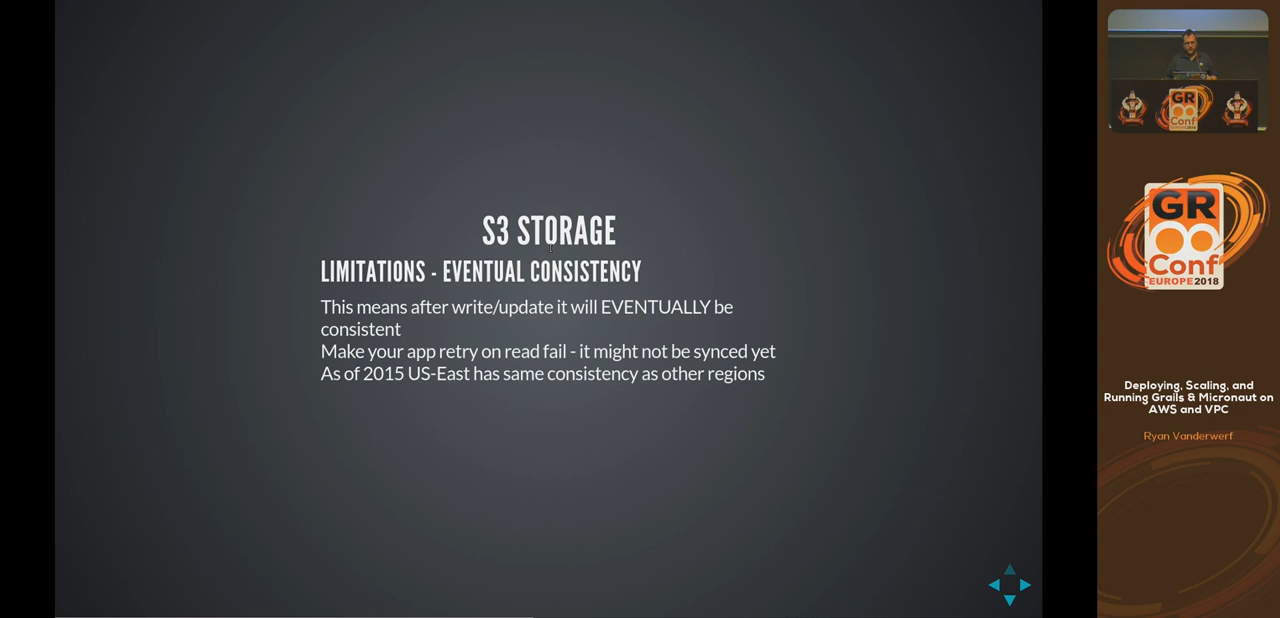 S3 STORAGE
LIMITATIONS - EVENTUAL CONSISTENCY
This means after write/update it will EVENTUALLY be
consistent
Make your app retry on read fail - it might not be synced yet
As of 2015 US-East has same consistency as other regions
GR
Conf
GR
Conf
EUROPE 2018
Deploying, Scaling, and
Running Grails & Micronaut on
AWS and VPC
Ryan Vanderwerf